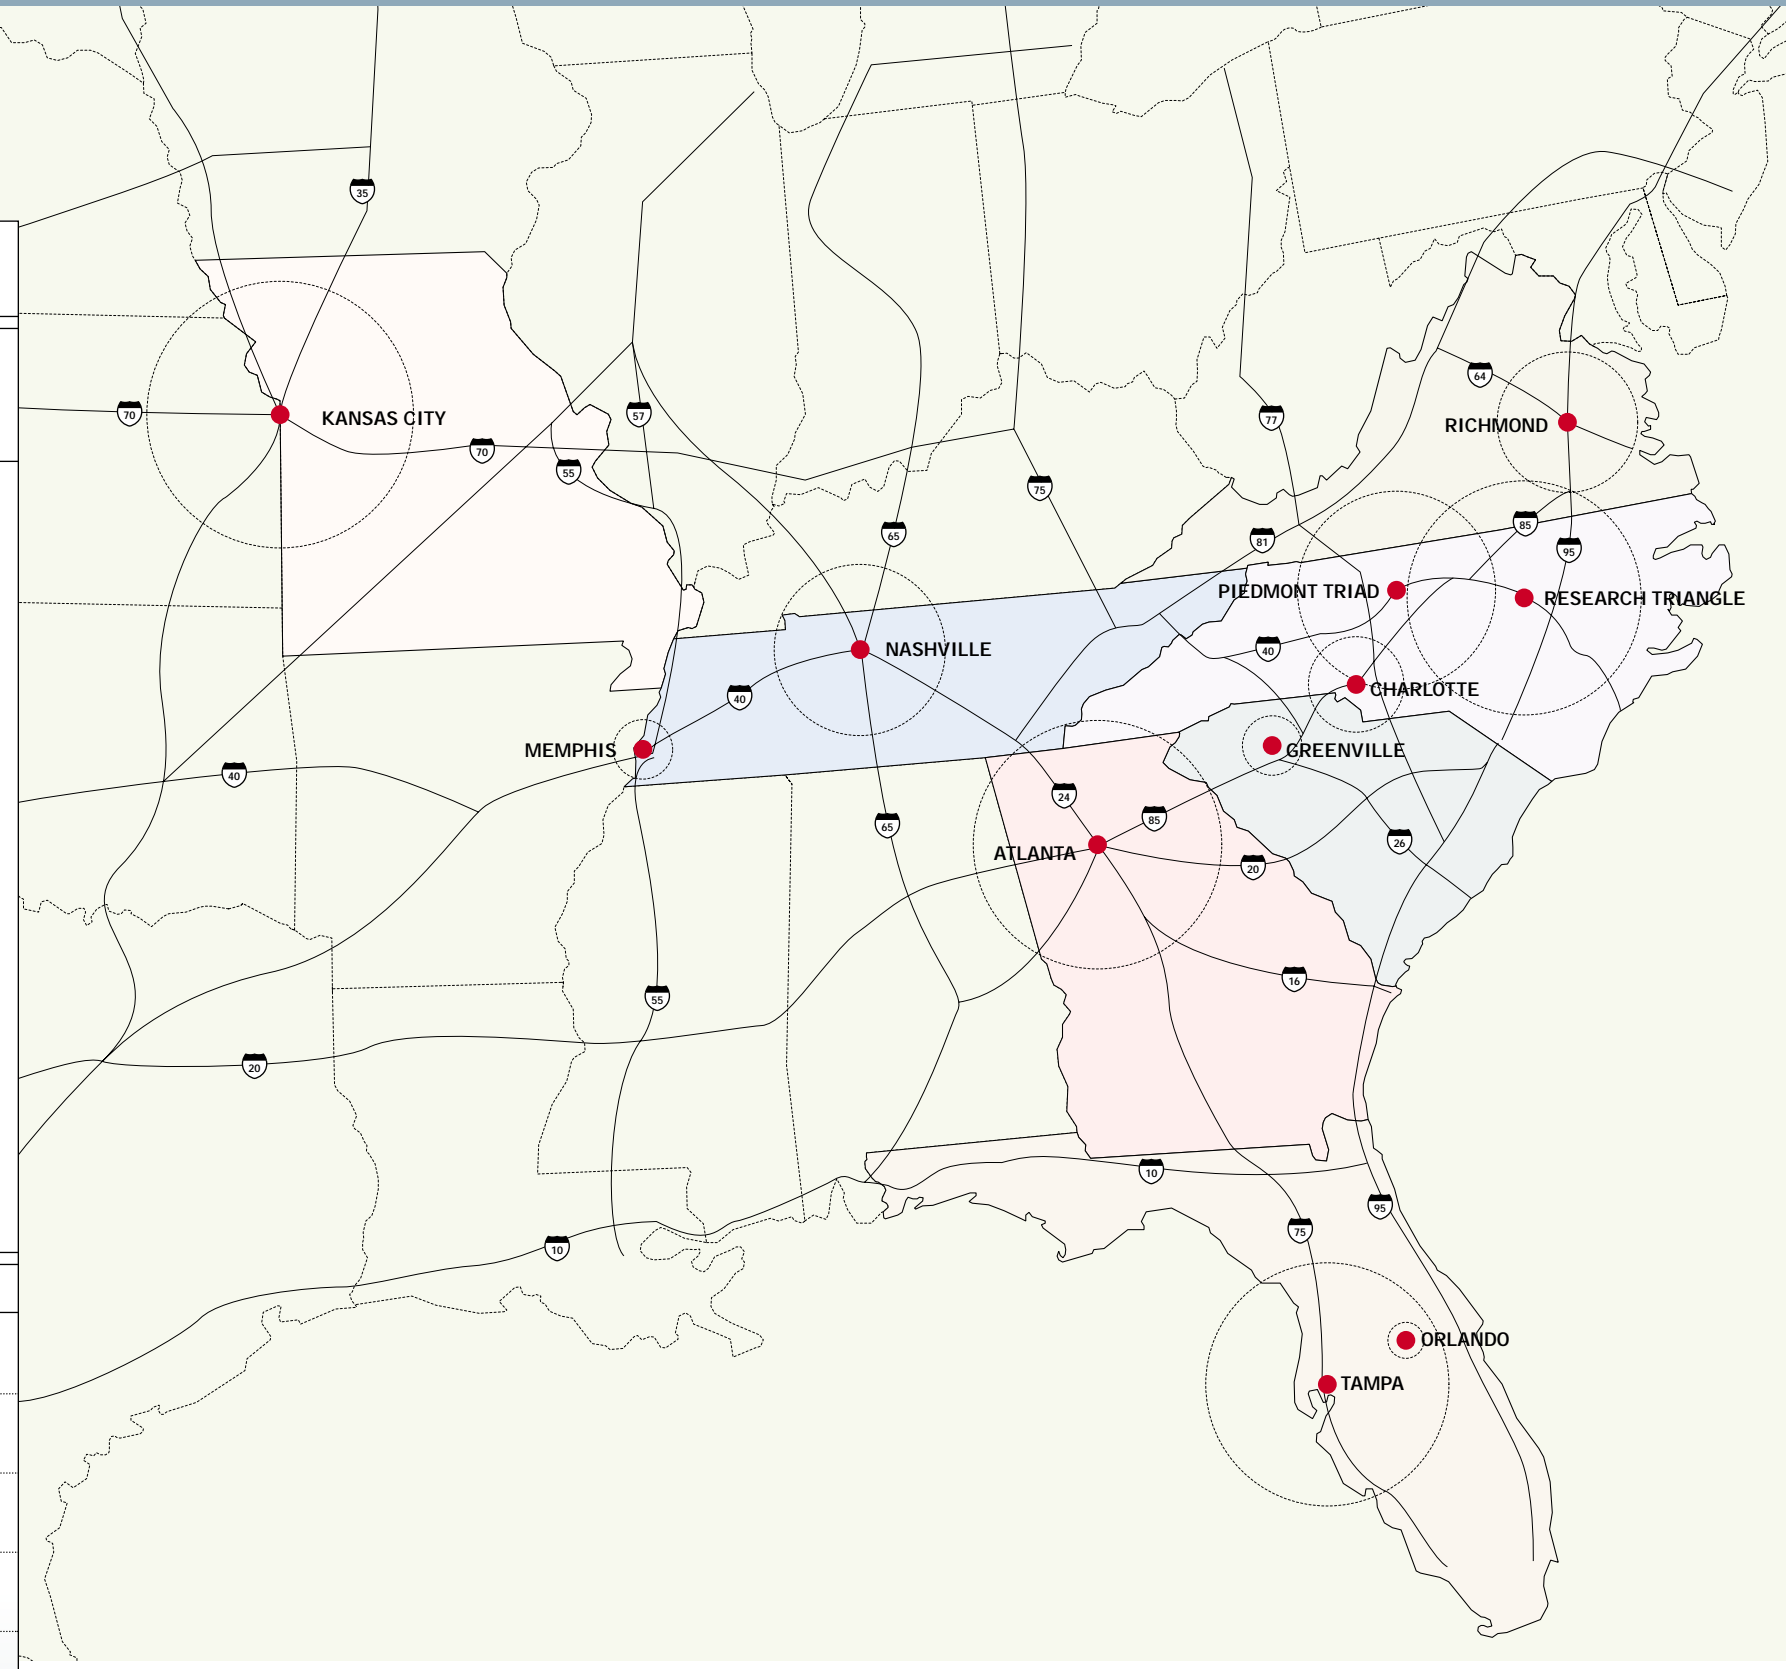 35
64
70
KANSAS CITY
57
77
RICHMOND
70
55
75
65
81
85
95
PIEDMONT TRIAD
RESEARCH TRIANGLE
NASHVILLE
40
40
CHARLOTTE
MEMPHIS
GREENVILLE
40
24
85
65
ATLANTA
20
26
16
55
20
10
95
75
10
ORLANDO
TAMPA